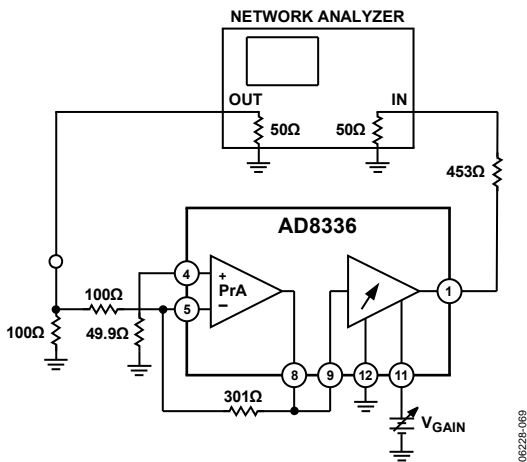 NETWORK ANALYZER
OUT
IN
50Ω
50Ω
453Ω
AD8336
4
+
PrA
–
5
1
100Ω
100Ω
49.9Ω
301Ω
8
9
12
11
VGAIN
06228-069